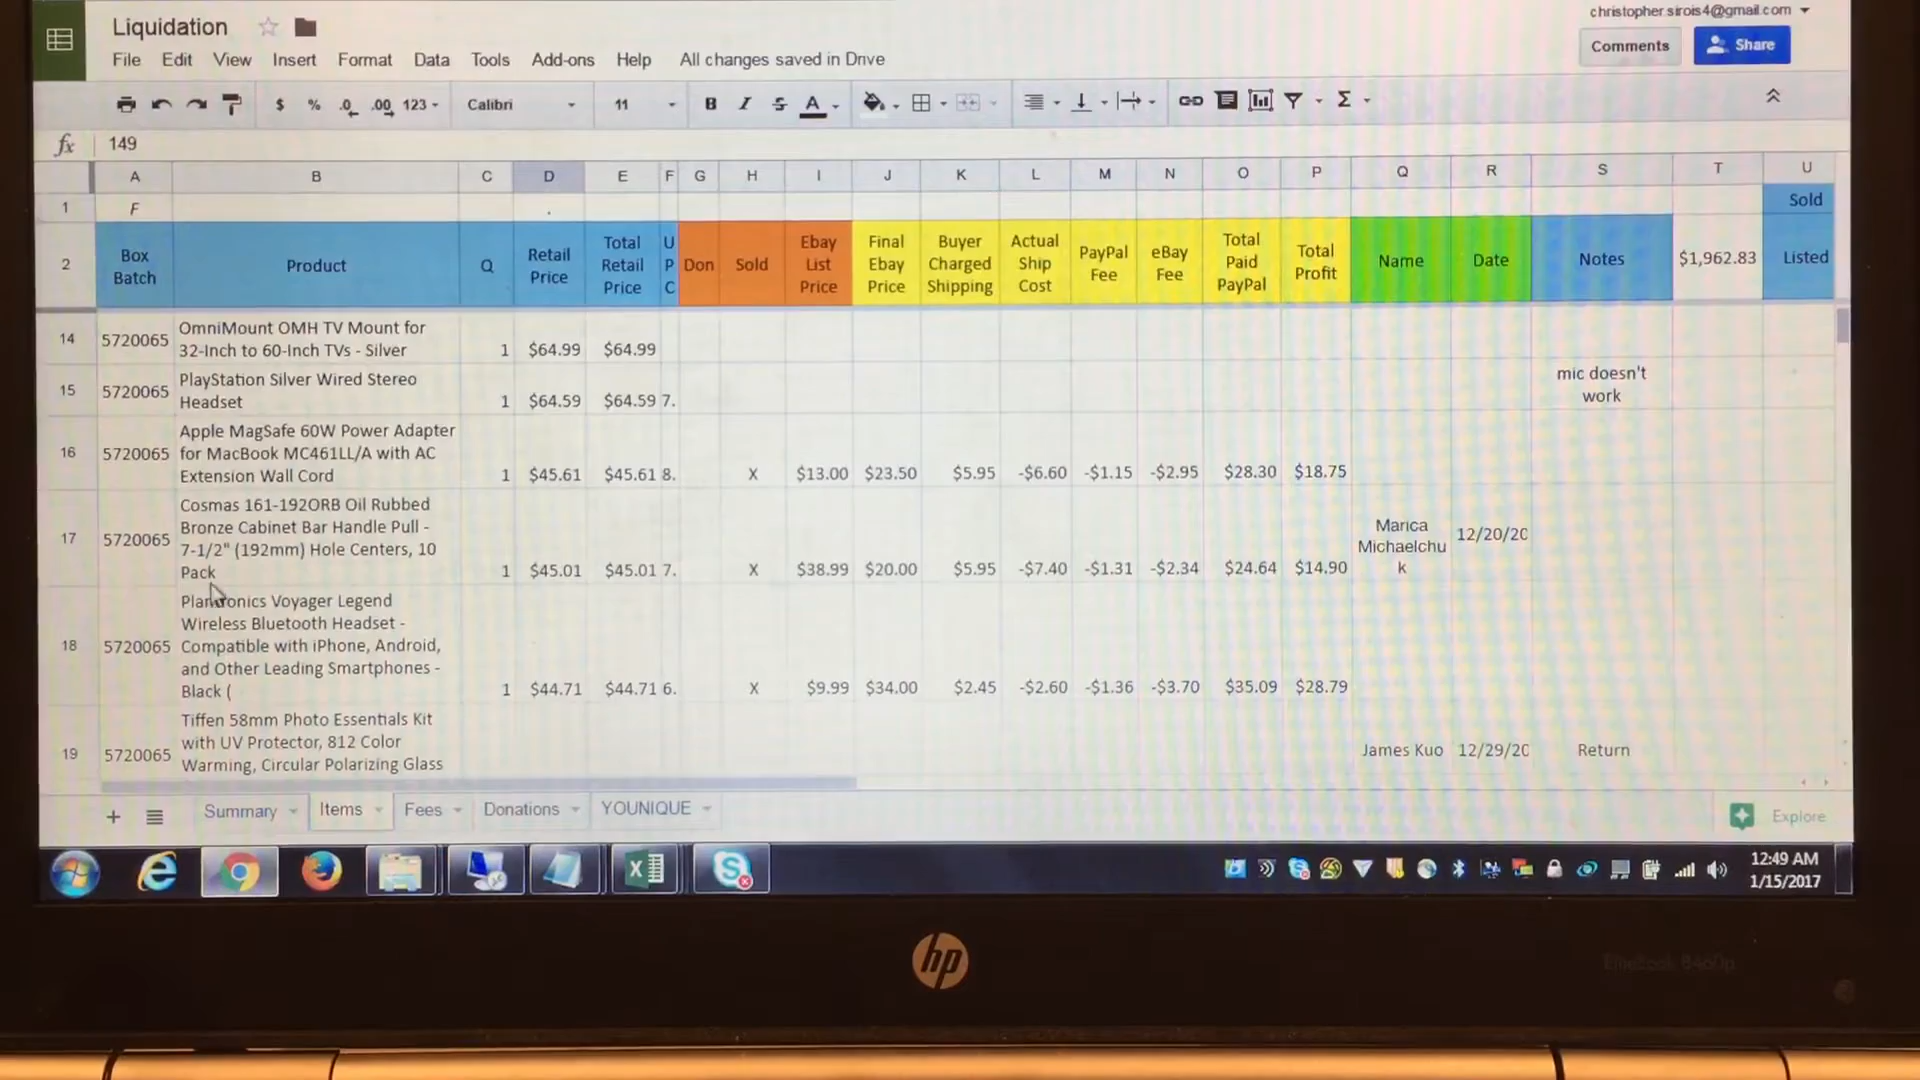 Liquidation
christopher.sirois4@gmail.com
File Edit View Insert Format Data Tools Add-ons Help All changes saved in Drive
Comments Share
$ % .0 .00 123 Calibri 11 B I S A Σ
fx 149
A B C D E F G H I J K L M N O P Q R S T U
1 F . Sold
2 Box Batch Product Q Retail Price Total Retail Price UPC Don Sold Ebay List Price Final Ebay Price Buyer Charged Shipping Actual Ship Cost PayPal Fee eBay Fee Total Paid PayPal Total Profit Name Date Notes $1,962.83 Listed
OmniMount OMH TV Mount for
14 5720065 32-Inch to 60-Inch TVs - Silver 1 $64.99 $64.99
PlayStation Silver Wired Stereo mic doesn't
15 5720065 Headset 1 $64.59 $64.59 7. work
Apple MagSafe 60W Power Adapter
16 5720065 for MacBook MC461LL/A with AC
Extension Wall Cord 1 $45.61 $45.61 8. X $13.00 $23.50 $5.95 -$6.60 -$1.15 -$2.95 $28.30 $18.75
Cosmas 161-192ORB Oil Rubbed
Bronze Cabinet Bar Handle Pull - Marica
17 5720065 7-1/2" (192mm) Hole Centers, 10 Michaelchu 12/20/20
Pack 1 $45.01 $45.01 7. X $38.99 $20.00 $5.95 -$7.40 -$1.31 -$2.34 $24.64 $14.90 k
Plantronics Voyager Legend
Wireless Bluetooth Headset -
18 5720065 Compatible with iPhone, Android,
and Other Leading Smartphones -
Black ( 1 $44.71 $44.71 6. X $9.99 $34.00 $2.45 -$2.60 -$1.36 -$3.70 $35.09 $28.79
Tiffen 58mm Photo Essentials Kit
19 5720065 with UV Protector, 812 Color James Kuo 12/29/20 Return
Warming, Circular Polarizing Glass
+ Summary Items Fees Donations YOUNIQUE Explore
12:49 AM
1/15/2017
hp
EliteBook 8460p